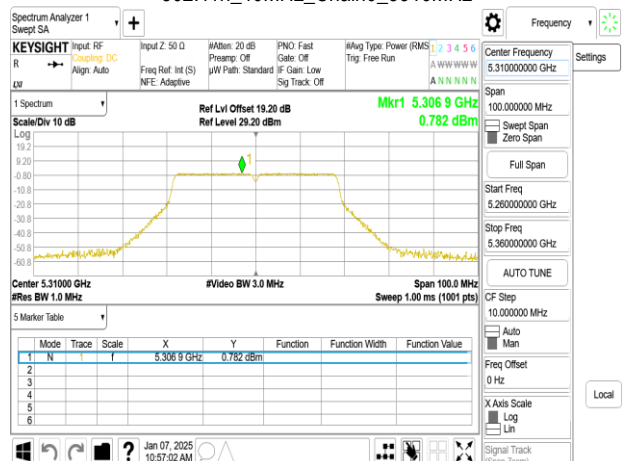 Spectrum Analyzer 1
Swept SA
+
Frequency
KEYSIGHT
R
LXI
Input: RF
Coupling: DC
Align: Auto
Input Z: 50 Ω
Freq Ref: Int (S)
NFE: Adaptive
#Atten: 20 dB
Preamp: Off
µW Path: Standard
PNO: Fast
Gate: Off
IF Gain: Low
Sig Track: Off
#Avg Type: Power (RMS
Trig: Free Run
1 2 3 4 5 6
A W W W W W
A N N N N N
Center Frequency
5.310000000 GHz
Settings
1 Spectrum
Scale/Div 10 dB
Log
Ref Lvl Offset 19.20 dB
Ref Level 29.20 dBm
Mkr1 5.306 9 GHz
0.782 dBm
Span
100.000000 MHz
Swept Span
Zero Span
Full Span
Start Freq
5.260000000 GHz
Stop Freq
5.360000000 GHz
AUTO TUNE
CF Step
10.000000 MHz
Auto
Man
Freq Offset
0 Hz
X Axis Scale
Log
Lin
Local
Signal Track
19.2
9.20
-0.80
-10.8
-20.8
-30.8
-40.8
-50.8
-60.8
1
Center 5.31000 GHz
#Res BW 1.0 MHz
#Video BW 3.0 MHz
Span 100.0 MHz
Sweep 1.00 ms (1001 pts)
5 Marker Table
Mode Trace Scale X Y Function Function Width Function Value
1 N 1 f 5.306 9 GHz 0.782 dBm
2
3
4
5
6
?
Jan 07, 2025
10:57:02 AM